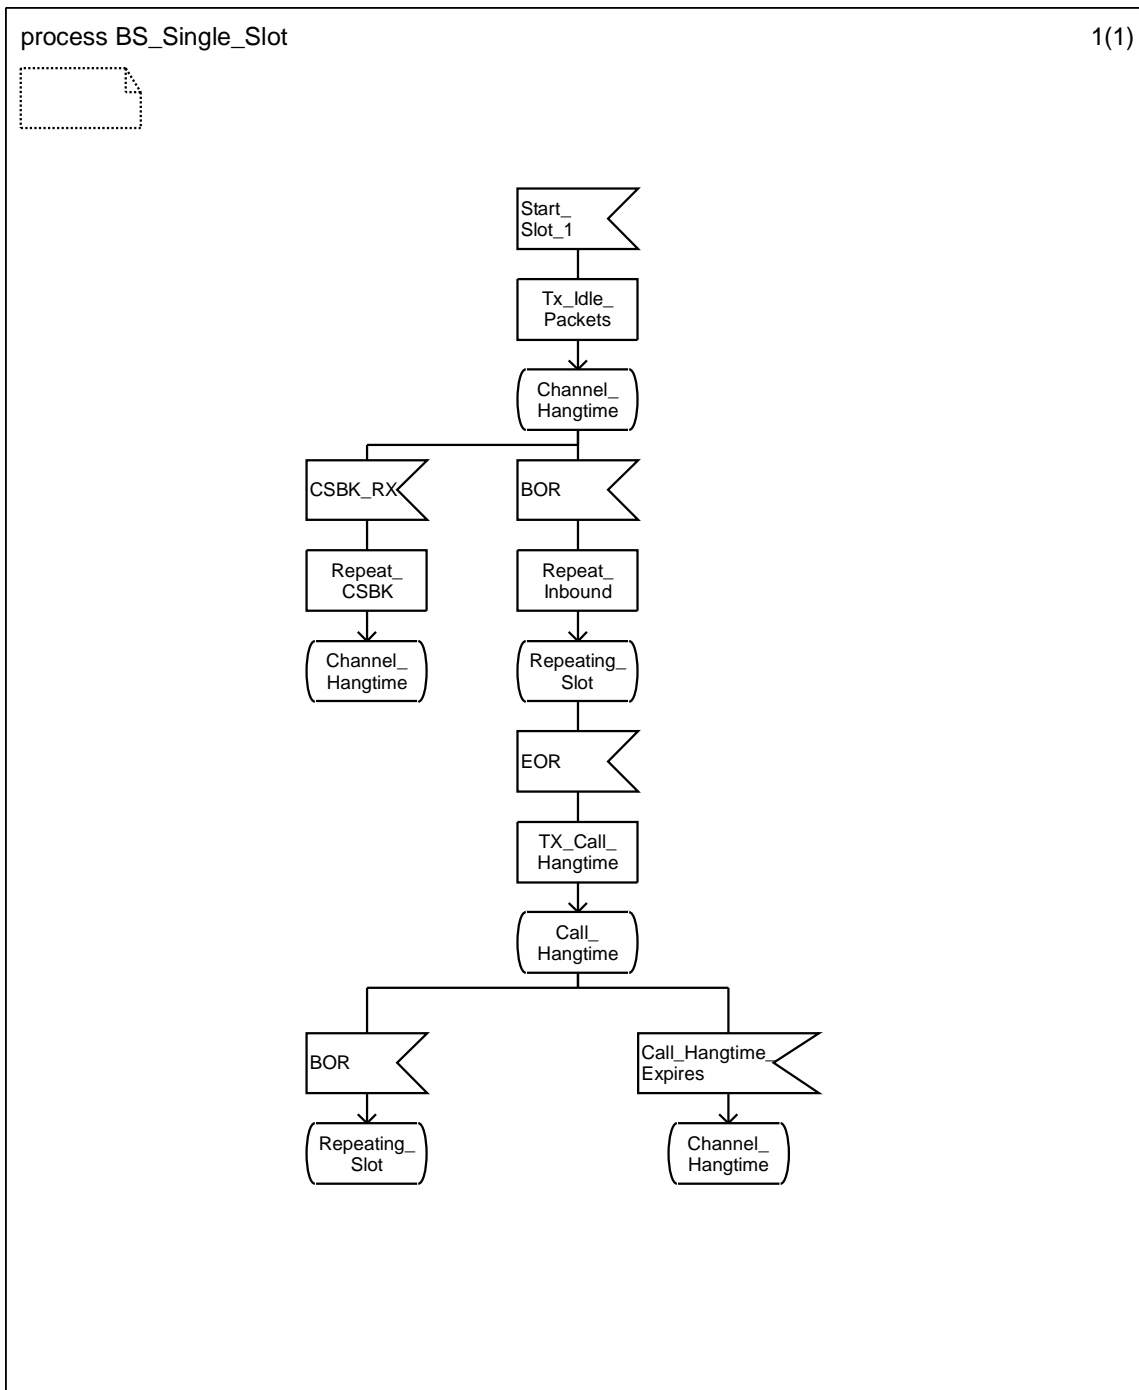 process BS_Single_Slot
1(1)
Start_
Slot_1
Tx_Idle_
Packets
Channel_
Hangtime
CSBK_RX
BOR
Repeat_
CSBK
Repeat_
Inbound
Channel_
Hangtime
Repeating_
Slot
EOR
TX_Call_
Hangtime
Call_
Hangtime
BOR
Call_Hangtime_
Expires
Repeating_
Slot
Channel_
Hangtime